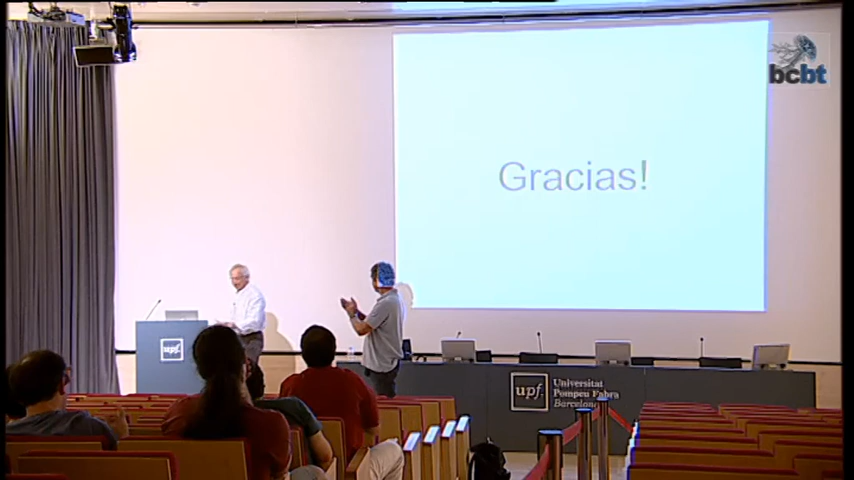 bcbt
Gracias!
upf
upf.
Universitat
Pompeu Fabra
Barcelona